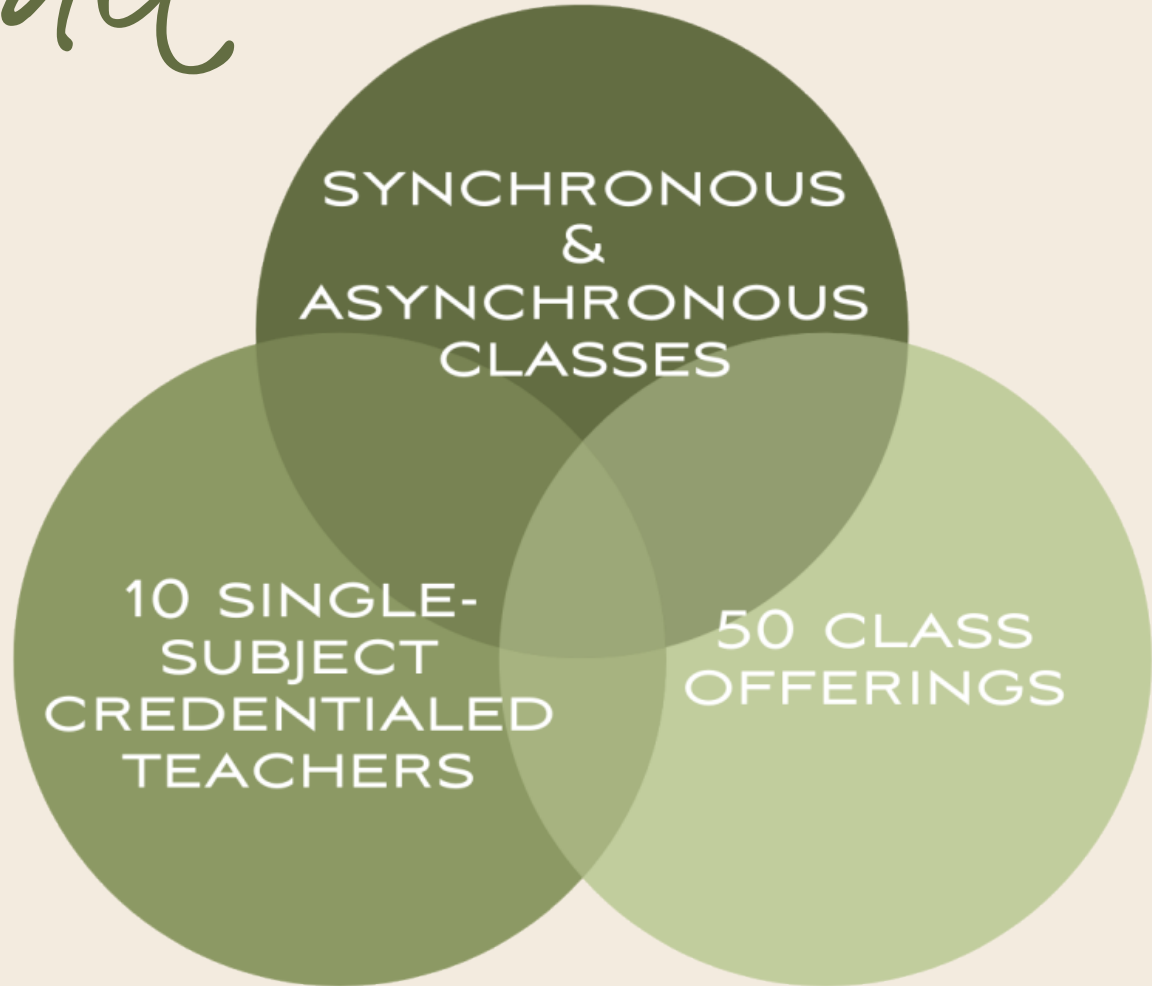 SYNCHRONOUS
&
ASYNCHRONOUS
CLASSES
10 SINGLE-
SUBJECT
CREDENTIALED
TEACHERS
50 CLASS
OFFERINGS